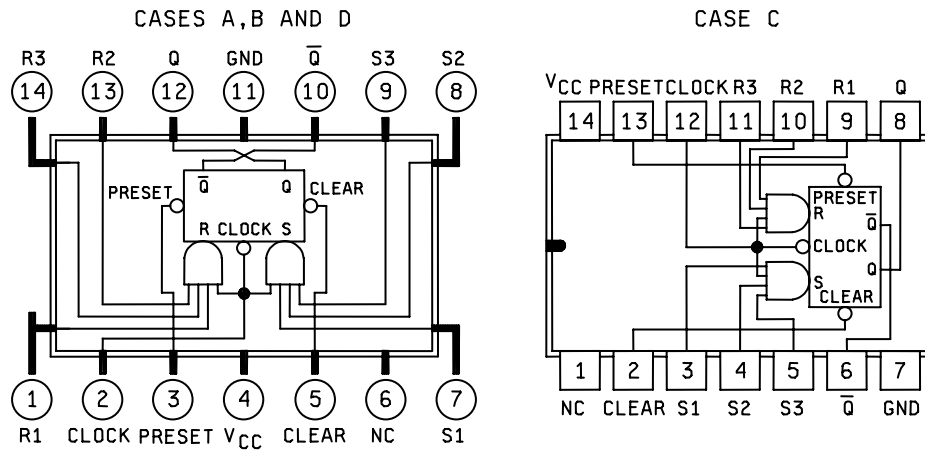 CASES A,B AND D
R3 R2 Q GND Q̅ S3 S2
14 13 12 11 10 9 8
Q̅ Q
PRESET CLEAR
R CLOCK S
1 2 3 4 5 6 7
R1 CLOCK PRESET VCC CLEAR NC S1
CASE C
VCC PRESET CLOCK R3 R2 R1 Q
14 13 12 11 10 9 8
PRESET
R
Q̅
CLOCK
Q
S
CLEAR
1 2 3 4 5 6 7
NC CLEAR S1 S2 S3 Q̅ GND